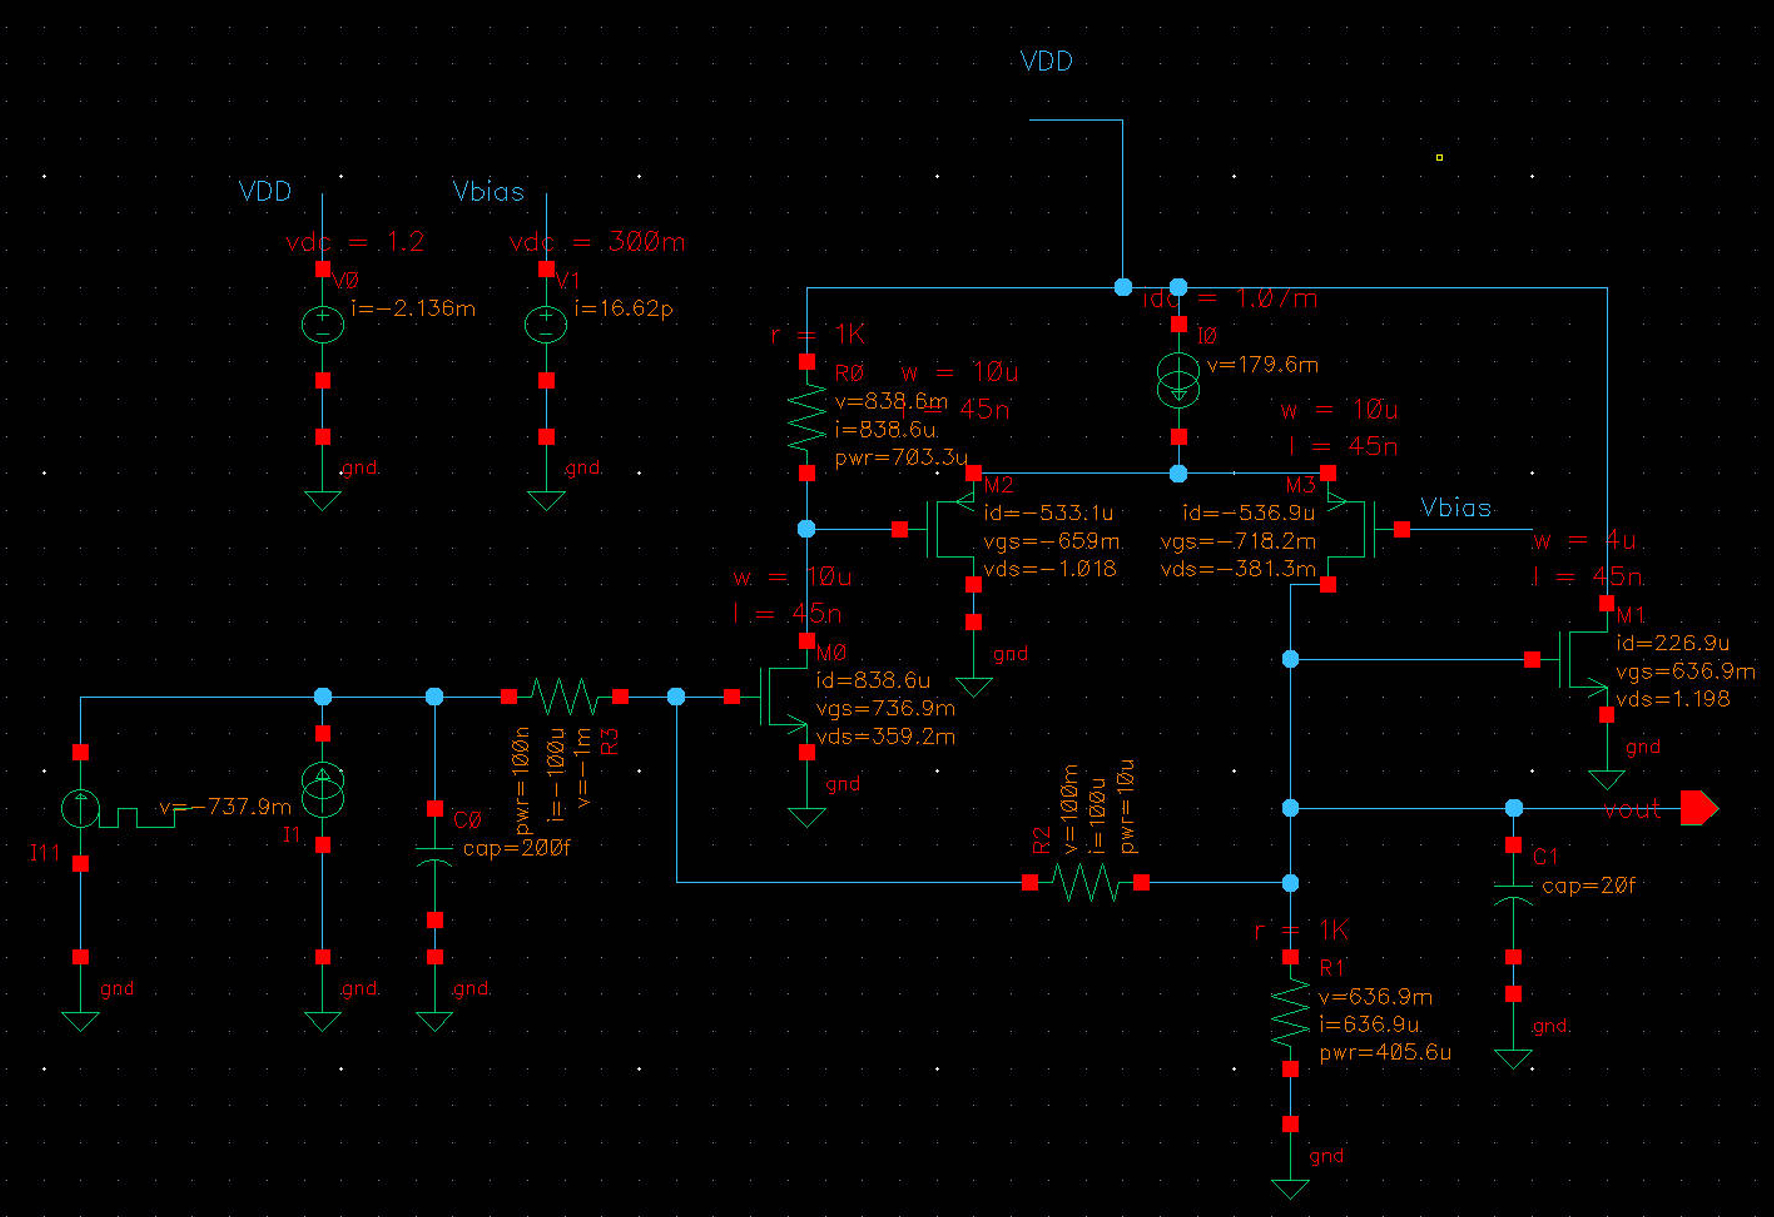 VDD
VDD
Vbias
vdc = 1.2
vdc = 300m
V0
i=-2.136m
V1
i=16.62p
gnd
gnd
idc = 1.07m
I0
v=179.6m
r = 1K
R0
v=838.6m
i=838.6u
pwr=703.3u
w = 10u
l = 45n
w = 10u
l = 45n
M2
id=-533.1u
vgs=-659m
vds=-1.018
gnd
M3
id=-536.9u
vgs=-718.2m
vds=-381.3m
Vbias
w = 4u
l = 45n
M1
id=226.9u
vgs=636.9m
vds=1.198
gnd
w = 10u
l = 45n
M0
id=838.6u
vgs=736.9m
vds=359.2m
gnd
v=-737.9m
I11
gnd
I1
gnd
C0
cap=200f
gnd
pwr=100n
i=-100u
v=-1m
R3
R2
v=100m
i=100u
pwr=10u
vout
C1
cap=20f
gnd
r = 1K
R1
v=636.9m
i=636.9u
pwr=405.6u
gnd